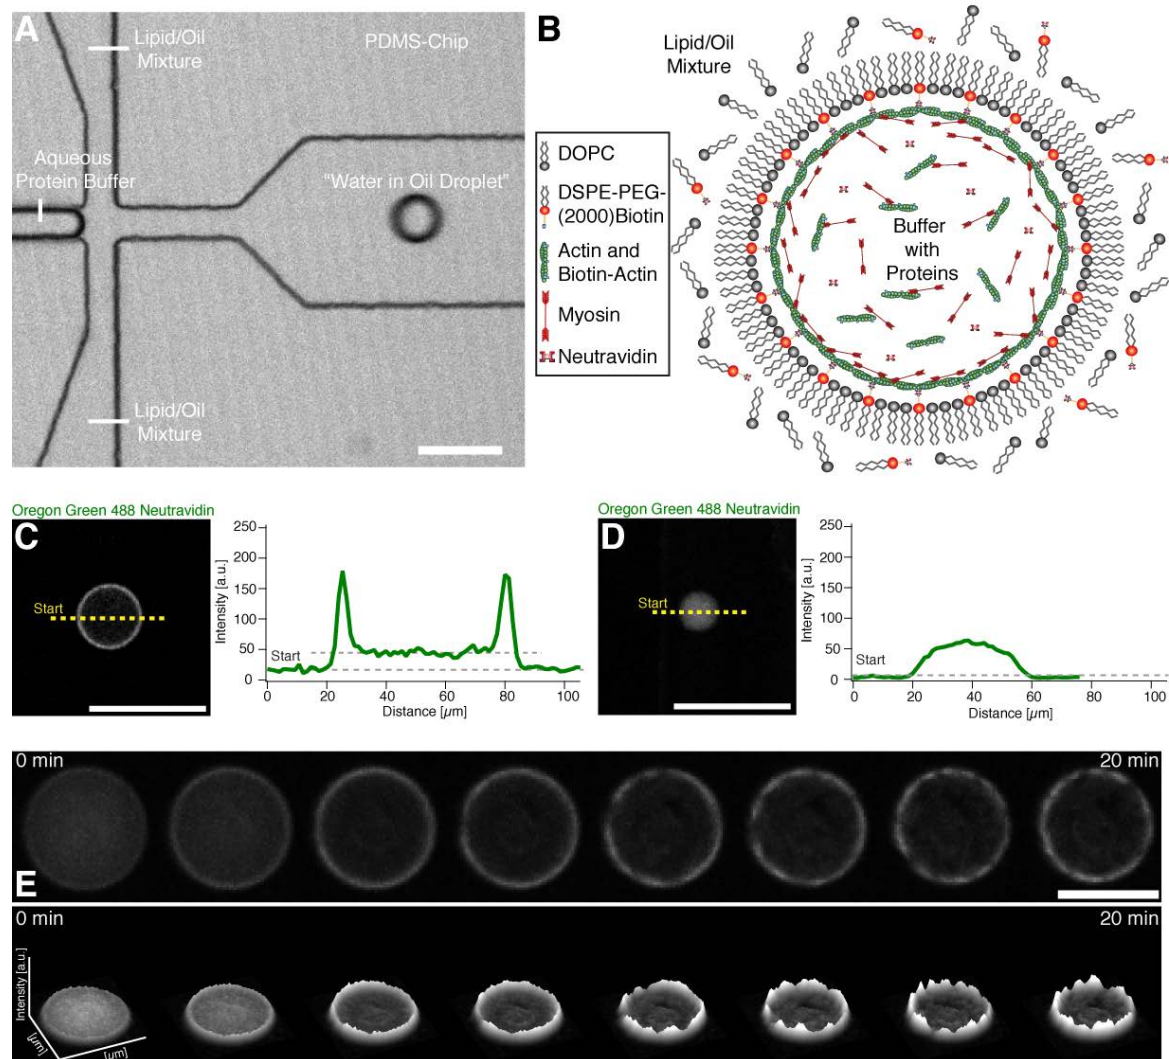 A
Lipid/Oil
Mixture
PDMS-Chip
Aqueous
Protein Buffer
"Water in Oil Droplet"
Lipid/Oil
Mixture
B
Lipid/Oil
Mixture
DOPC
DSPE-PEG-
(2000)Biotin
Actin and
Biotin-Actin
Myosin
Neutravidin
Buffer
with
Proteins
Oregon Green 488 Neutravidin
C
Start
Intensity [a.u.]
250
200
150
100
50
0
Start
0 20 40 60 80 100
Distance [µm]
Oregon Green 488 Neutravidin
D
Start
Intensity [a.u.]
250
200
150
100
50
0
Start
0 20 40 60 80 100
Distance [µm]
0 min
20 min
E
0 min
20 min
Intensity [a.u.]
[µm]
[µm]